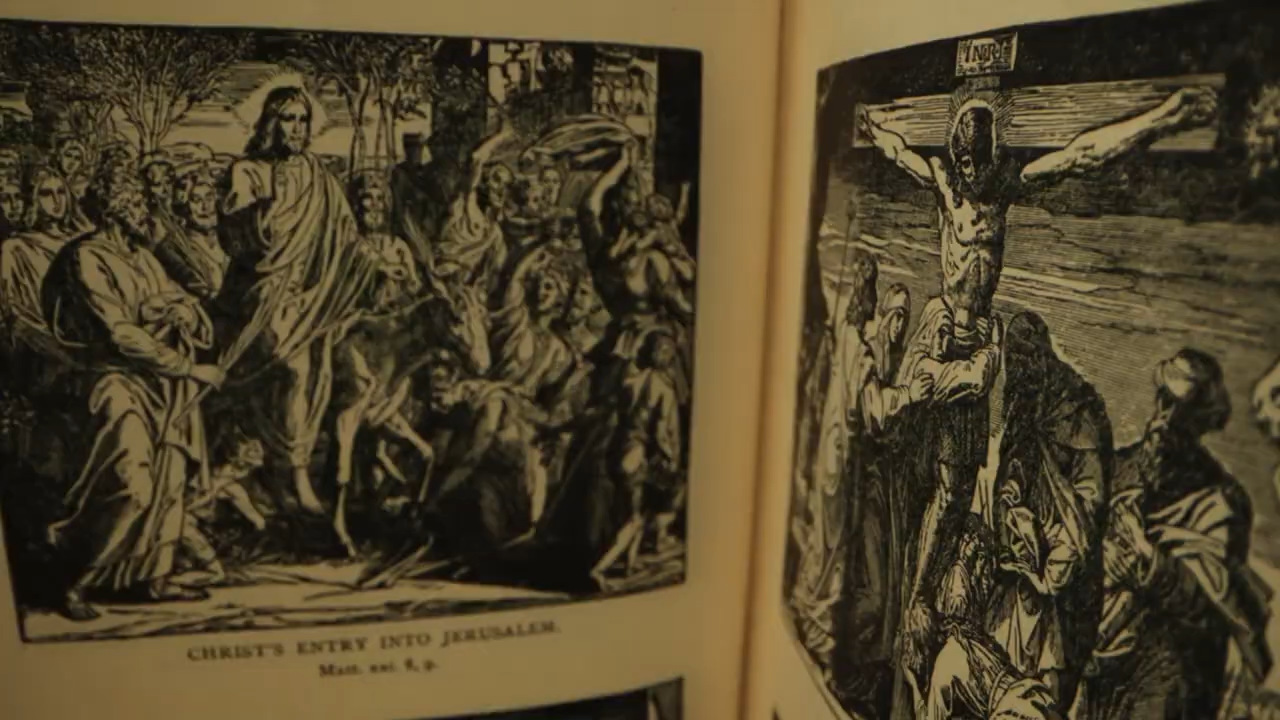 CHRIST'S ENTRY INTO JERUSALEM.
Matt. xxi. 8, 9.
INRI